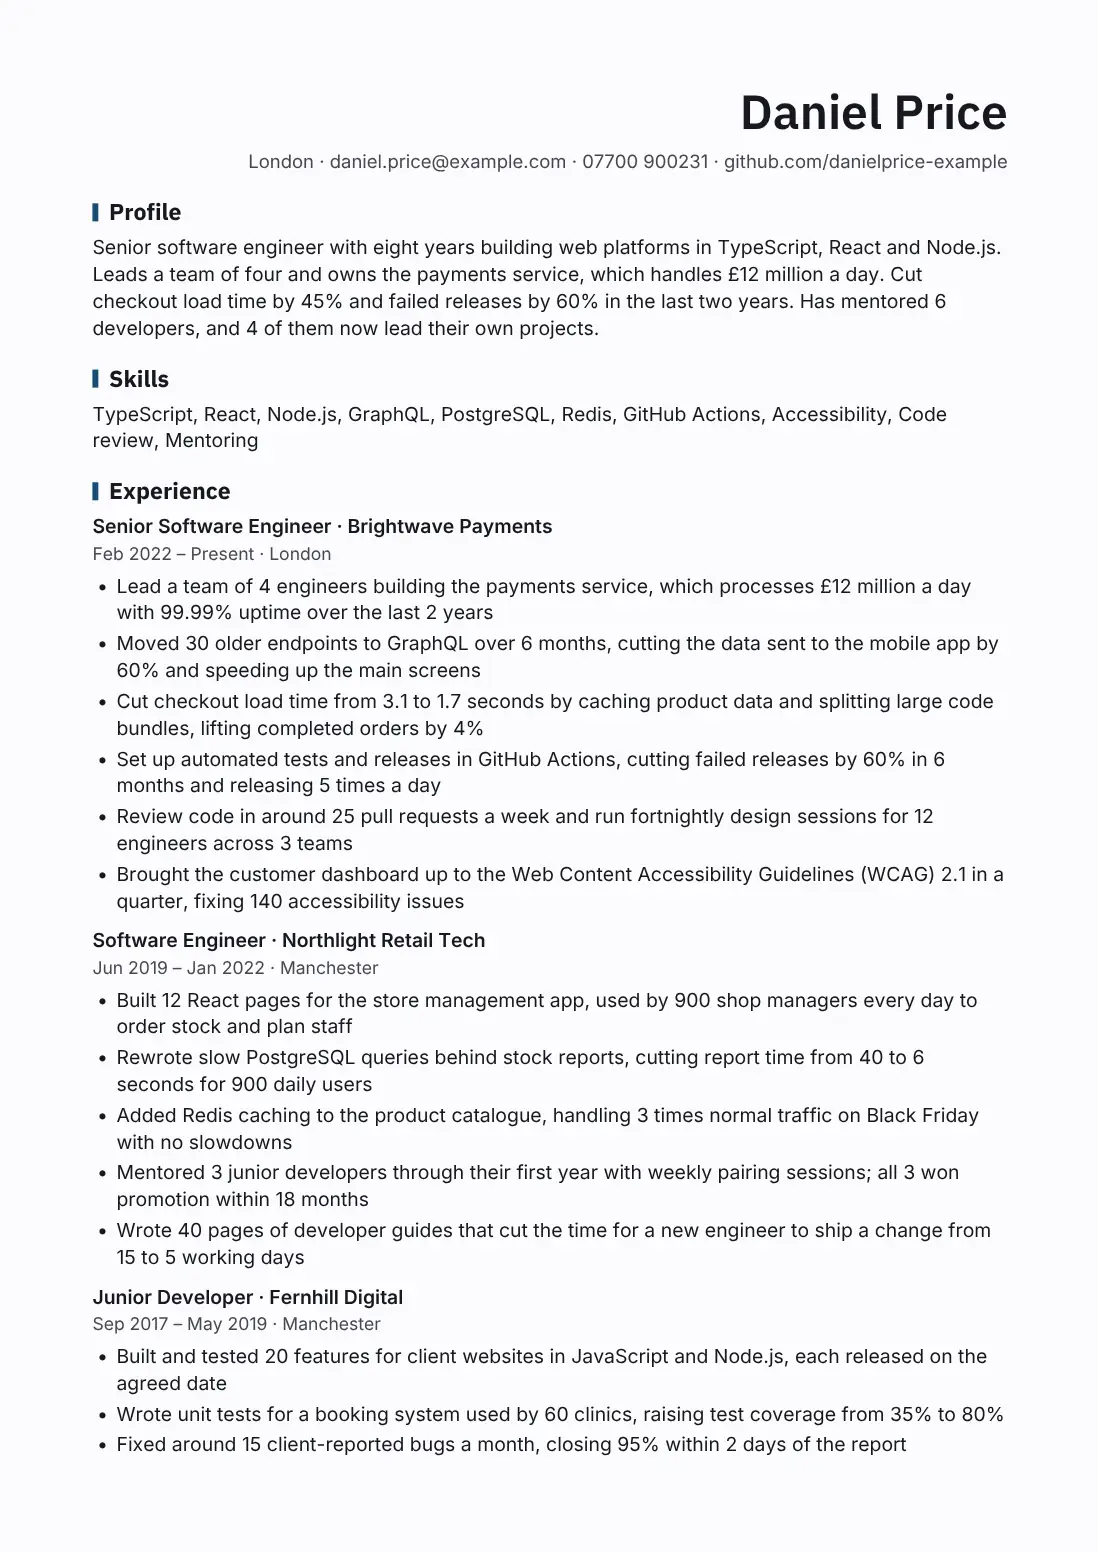 Daniel Price
London · daniel.price@example.com · 07700 900231 · github.com/danielprice-example
Profile
Senior software engineer with eight years building web platforms in TypeScript, React and Node.js.
Leads a team of four and owns the payments service, which handles £12 million a day. Cut
checkout load time by 45% and failed releases by 60% in the last two years. Has mentored 6
developers, and 4 of them now lead their own projects.
Skills
TypeScript, React, Node.js, GraphQL, PostgreSQL, Redis, GitHub Actions, Accessibility, Code
review, Mentoring
Experience
Senior Software Engineer · Brightwave Payments
Feb 2022 – Present · London
• Lead a team of 4 engineers building the payments service, which processes £12 million a day
with 99.99% uptime over the last 2 years
• Moved 30 older endpoints to GraphQL over 6 months, cutting the data sent to the mobile app by
60% and speeding up the main screens
• Cut checkout load time from 3.1 to 1.7 seconds by caching product data and splitting large code
bundles, lifting completed orders by 4%
• Set up automated tests and releases in GitHub Actions, cutting failed releases by 60% in 6
months and releasing 5 times a day
• Review code in around 25 pull requests a week and run fortnightly design sessions for 12
engineers across 3 teams
• Brought the customer dashboard up to the Web Content Accessibility Guidelines (WCAG) 2.1 in a
quarter, fixing 140 accessibility issues
Software Engineer · Northlight Retail Tech
Jun 2019 – Jan 2022 · Manchester
• Built 12 React pages for the store management app, used by 900 shop managers every day to
order stock and plan staff
• Rewrote slow PostgreSQL queries behind stock reports, cutting report time from 40 to 6
seconds for 900 daily users
• Added Redis caching to the product catalogue, handling 3 times normal traffic on Black Friday
with no slowdowns
• Mentored 3 junior developers through their first year with weekly pairing sessions; all 3 won
promotion within 18 months
• Wrote 40 pages of developer guides that cut the time for a new engineer to ship a change from
15 to 5 working days
Junior Developer · Fernhill Digital
Sep 2017 – May 2019 · Manchester
• Built and tested 20 features for client websites in JavaScript and Node.js, each released on the
agreed date
• Wrote unit tests for a booking system used by 60 clinics, raising test coverage from 35% to 80%
• Fixed around 15 client-reported bugs a month, closing 95% within 2 days of the report